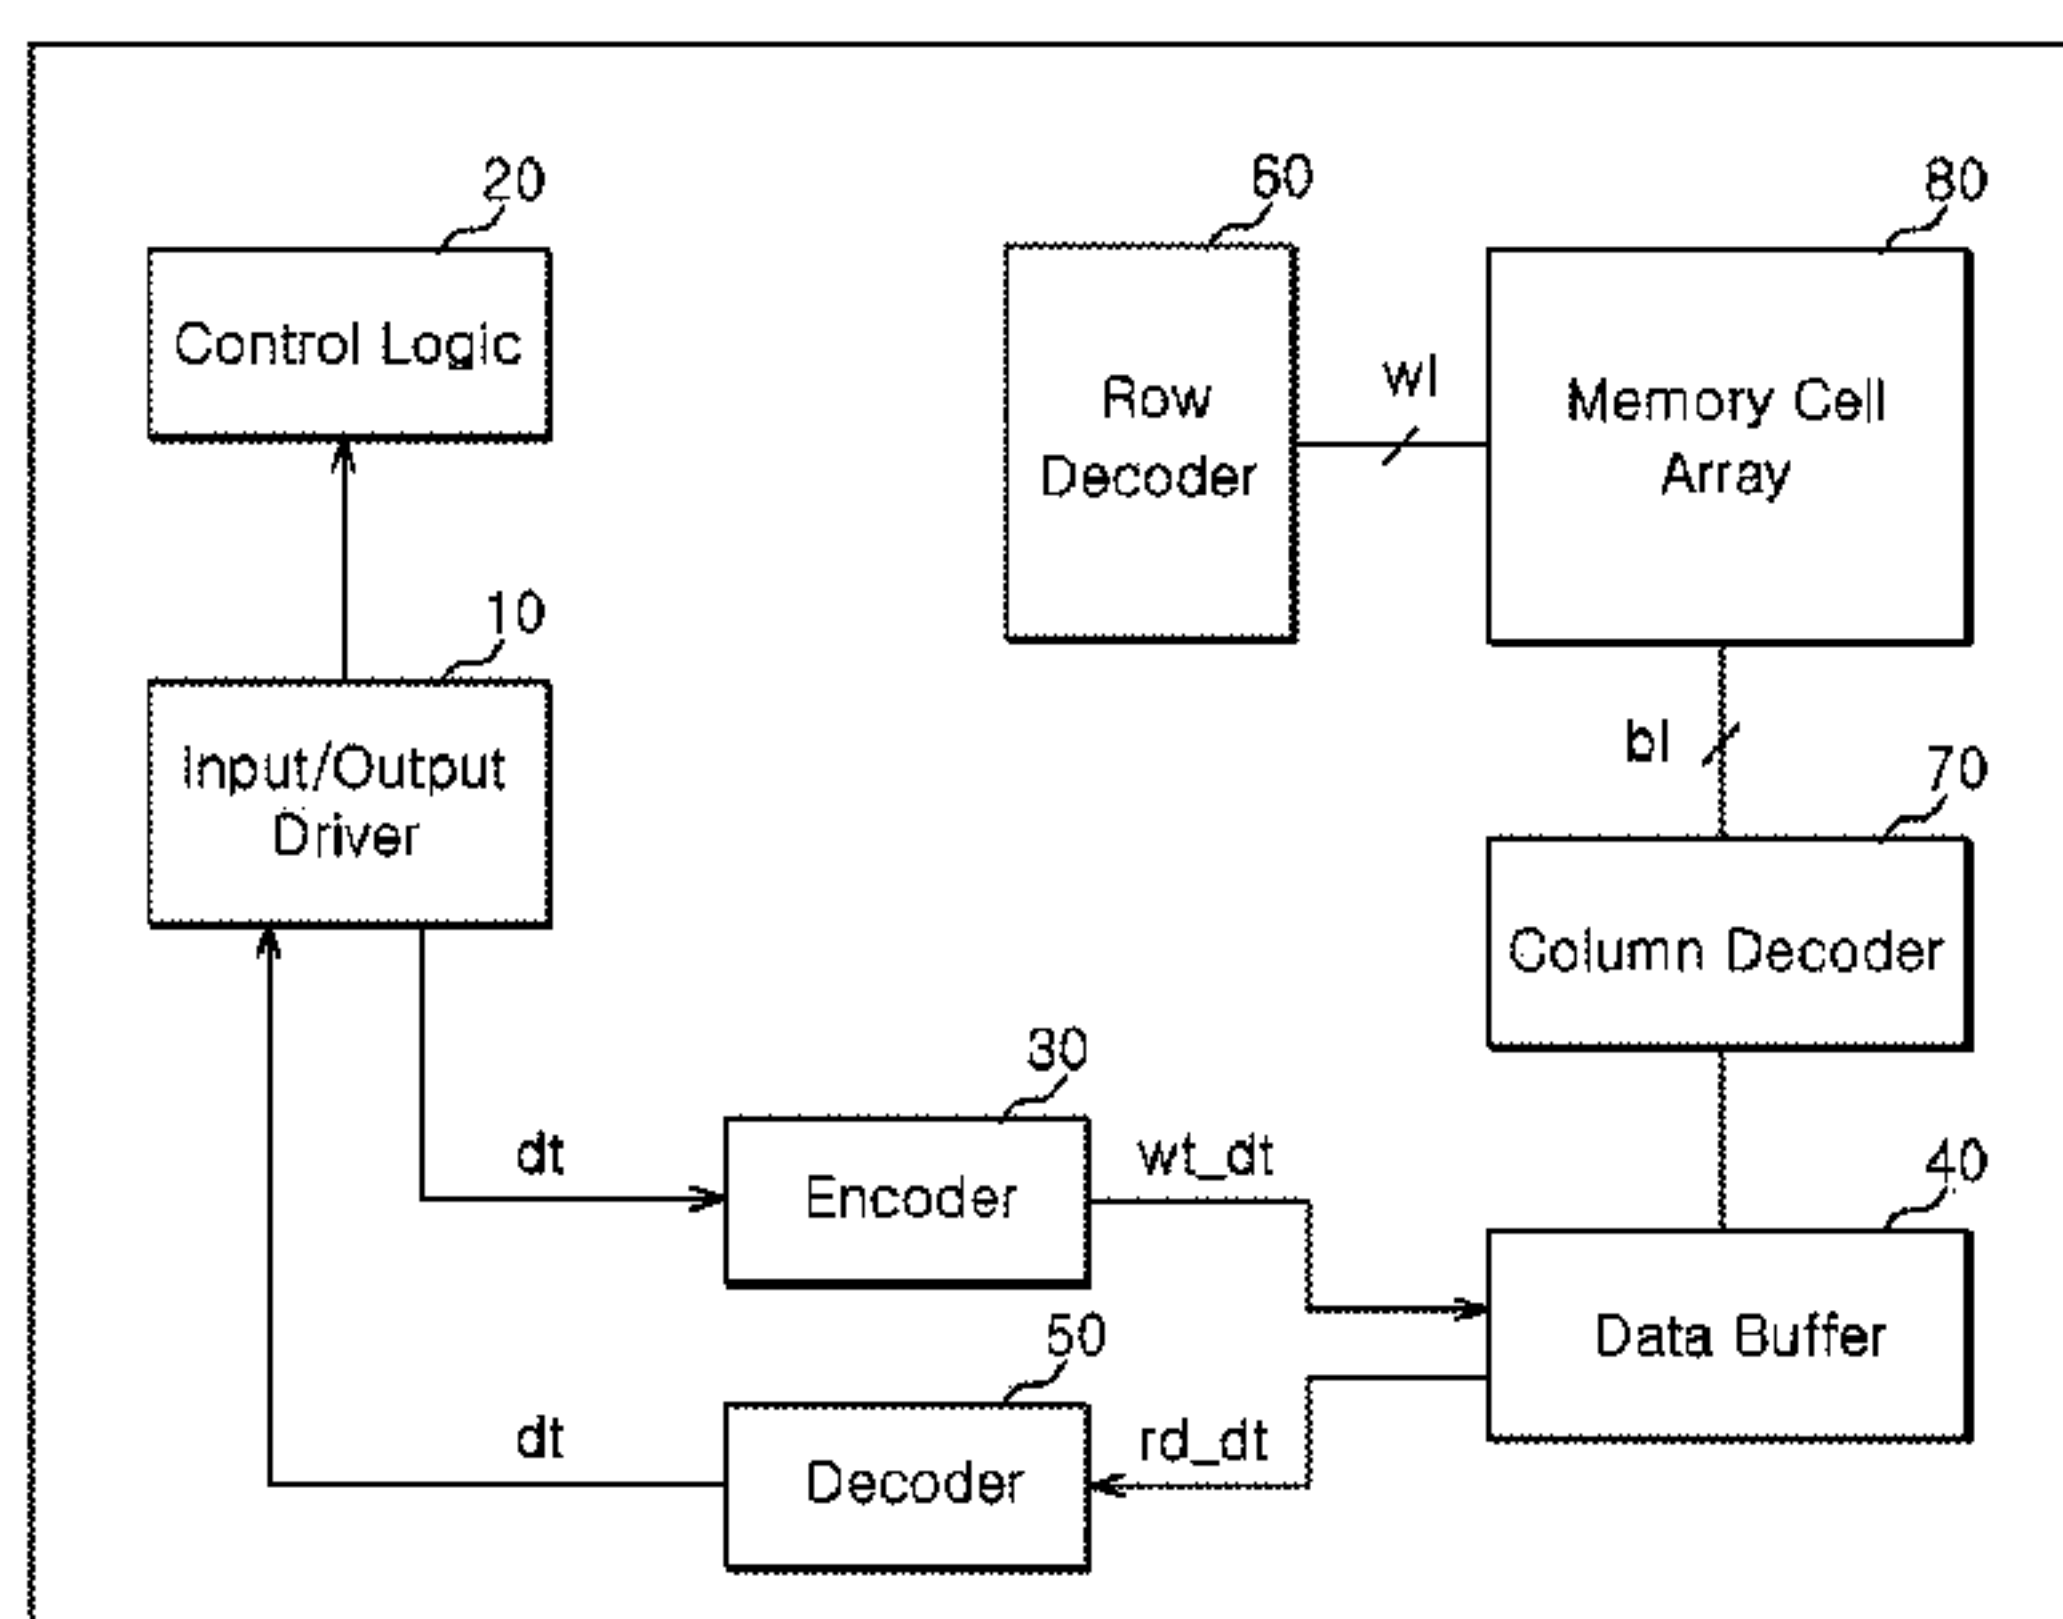 20
60
80
Control Logic
Row
Decoder
wl
Memory Cell
Array
10
Input/Output
Driver
bl
70
Column Decoder
30
dt
Encoder
wt_dt
40
Data Buffer
50
dt
Decoder
rd_dt